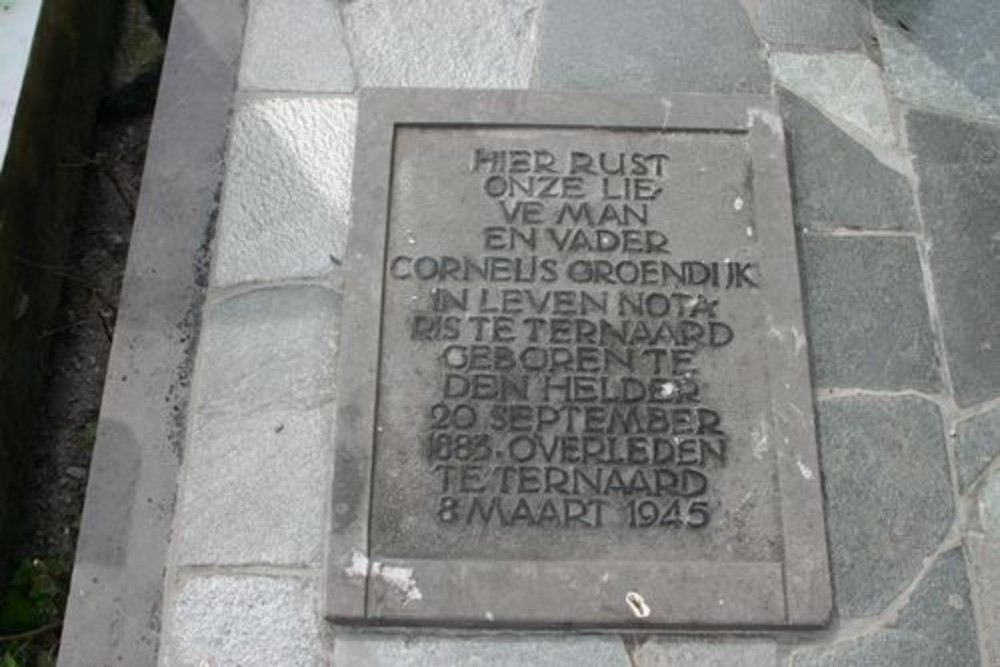 HIER RUST
ONZE LIE-
VE MAN
EN VADER
CORNELIS GROENDIJK
IN LEVEN NOTA
RIS TE TERNAARD
GEBOREN TE
DEN HELDER
20 SEPTEMBER
1883 · OVERLEDEN
TE TERNAARD
8 MAART 1945